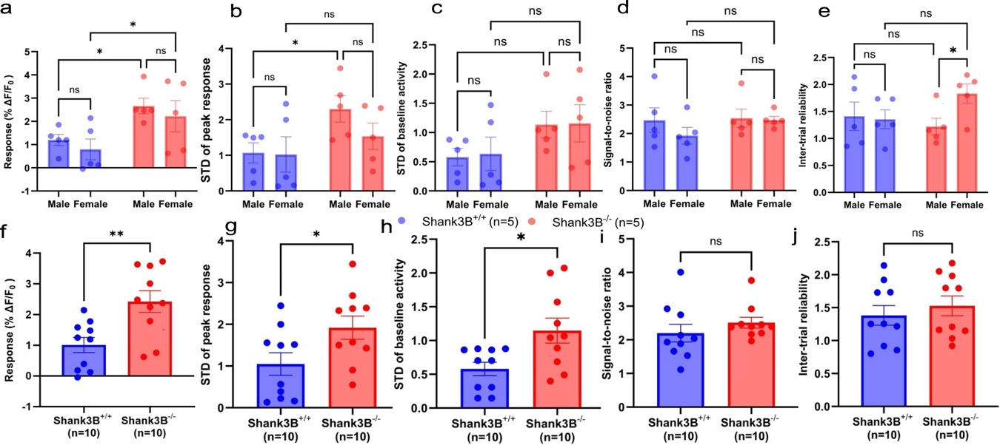 a
Response (% ΔF/F₀)
5
4
3
2
1
0
-1
*
*
ns
ns
Male Female Male Female
b
STD of peak response
4
3
2
1
0
ns
*
ns
ns
Male Female Male Female
c
STD of baseline activity
2.5
2.0
1.5
1.0
0.5
0.0
ns
ns
ns
ns
Male Female Male Female
d
Signal-to-noise ratio
5
4
3
2
1
0
ns
ns
ns
ns
Male Female Male Female
e
Inter-trial reliability
2.5
2.0
1.5
1.0
0.5
0.0
ns
ns
ns
*
Male Female Male Female
Shank3B⁺/⁺ (n=5) Shank3B⁻/⁻ (n=5)
f
Response (% ΔF/F₀)
4
3
2
1
0
-1
**
Shank3B⁺/⁺ Shank3B⁻/⁻
(n=10) (n=10)
g
STD of peak response
4
3
2
1
0
*
Shank3B⁺/⁺ Shank3B⁻/⁻
(n=10) (n=10)
h
STD of baseline activity
2.5
2.0
1.5
1.0
0.5
0.0
*
Shank3B⁺/⁺ Shank3B⁻/⁻
(n=10) (n=10)
i
Signal-to-noise ratio
5
4
3
2
1
0
ns
Shank3B⁺/⁺ Shank3B⁻/⁻
(n=10) (n=10)
j
Inter-trial reliability
2.5
2.0
1.5
1.0
0.5
0.0
ns
Shank3B⁺/⁺ Shank3B⁻/⁻
(n=10) (n=10)